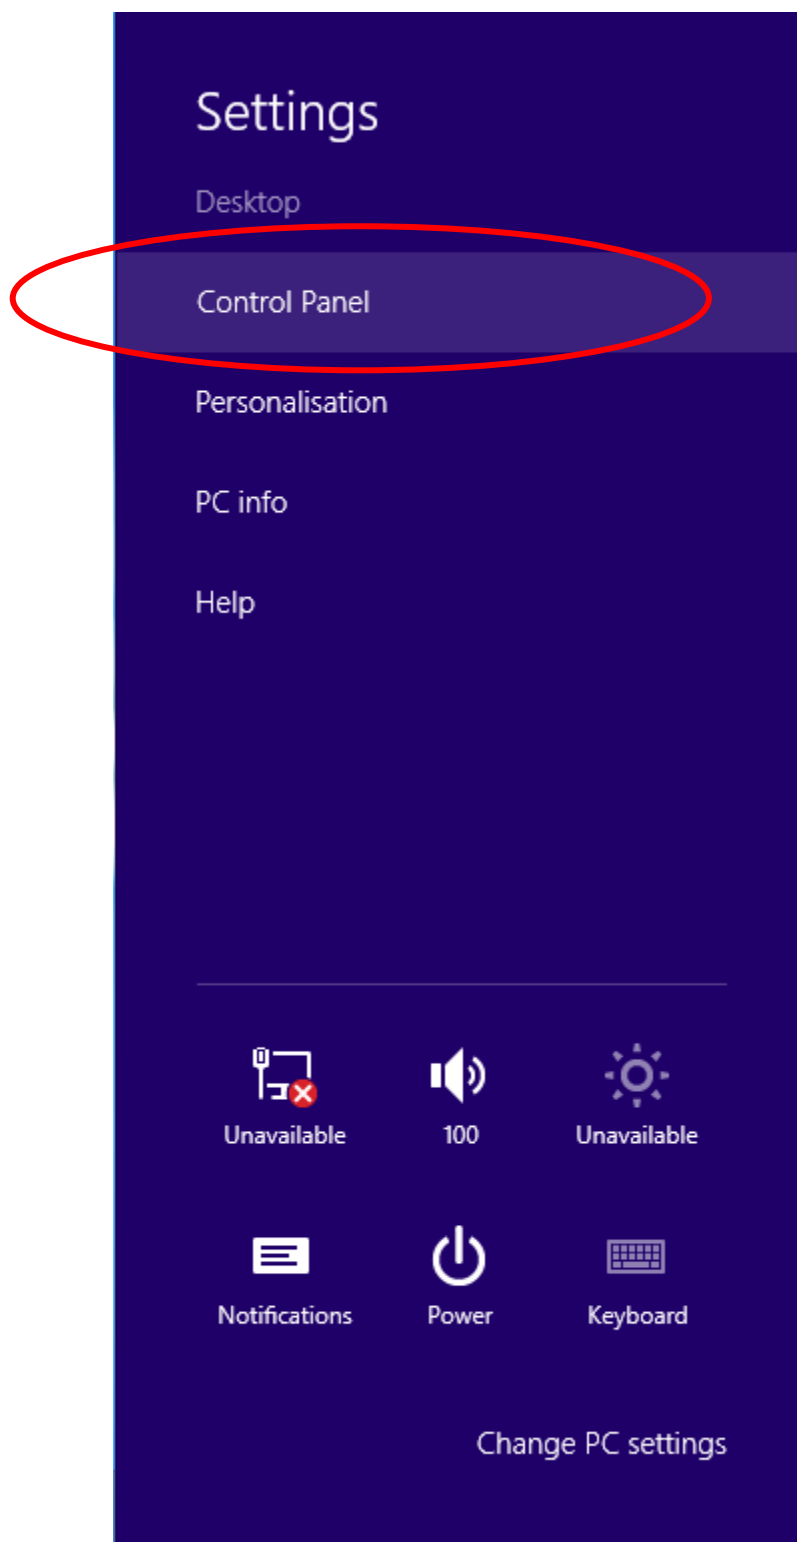 Settings
Desktop
Control Panel
Personalisation
PC info
Help
Unavailable 100 Unavailable
Notifications Power Keyboard
Change PC settings